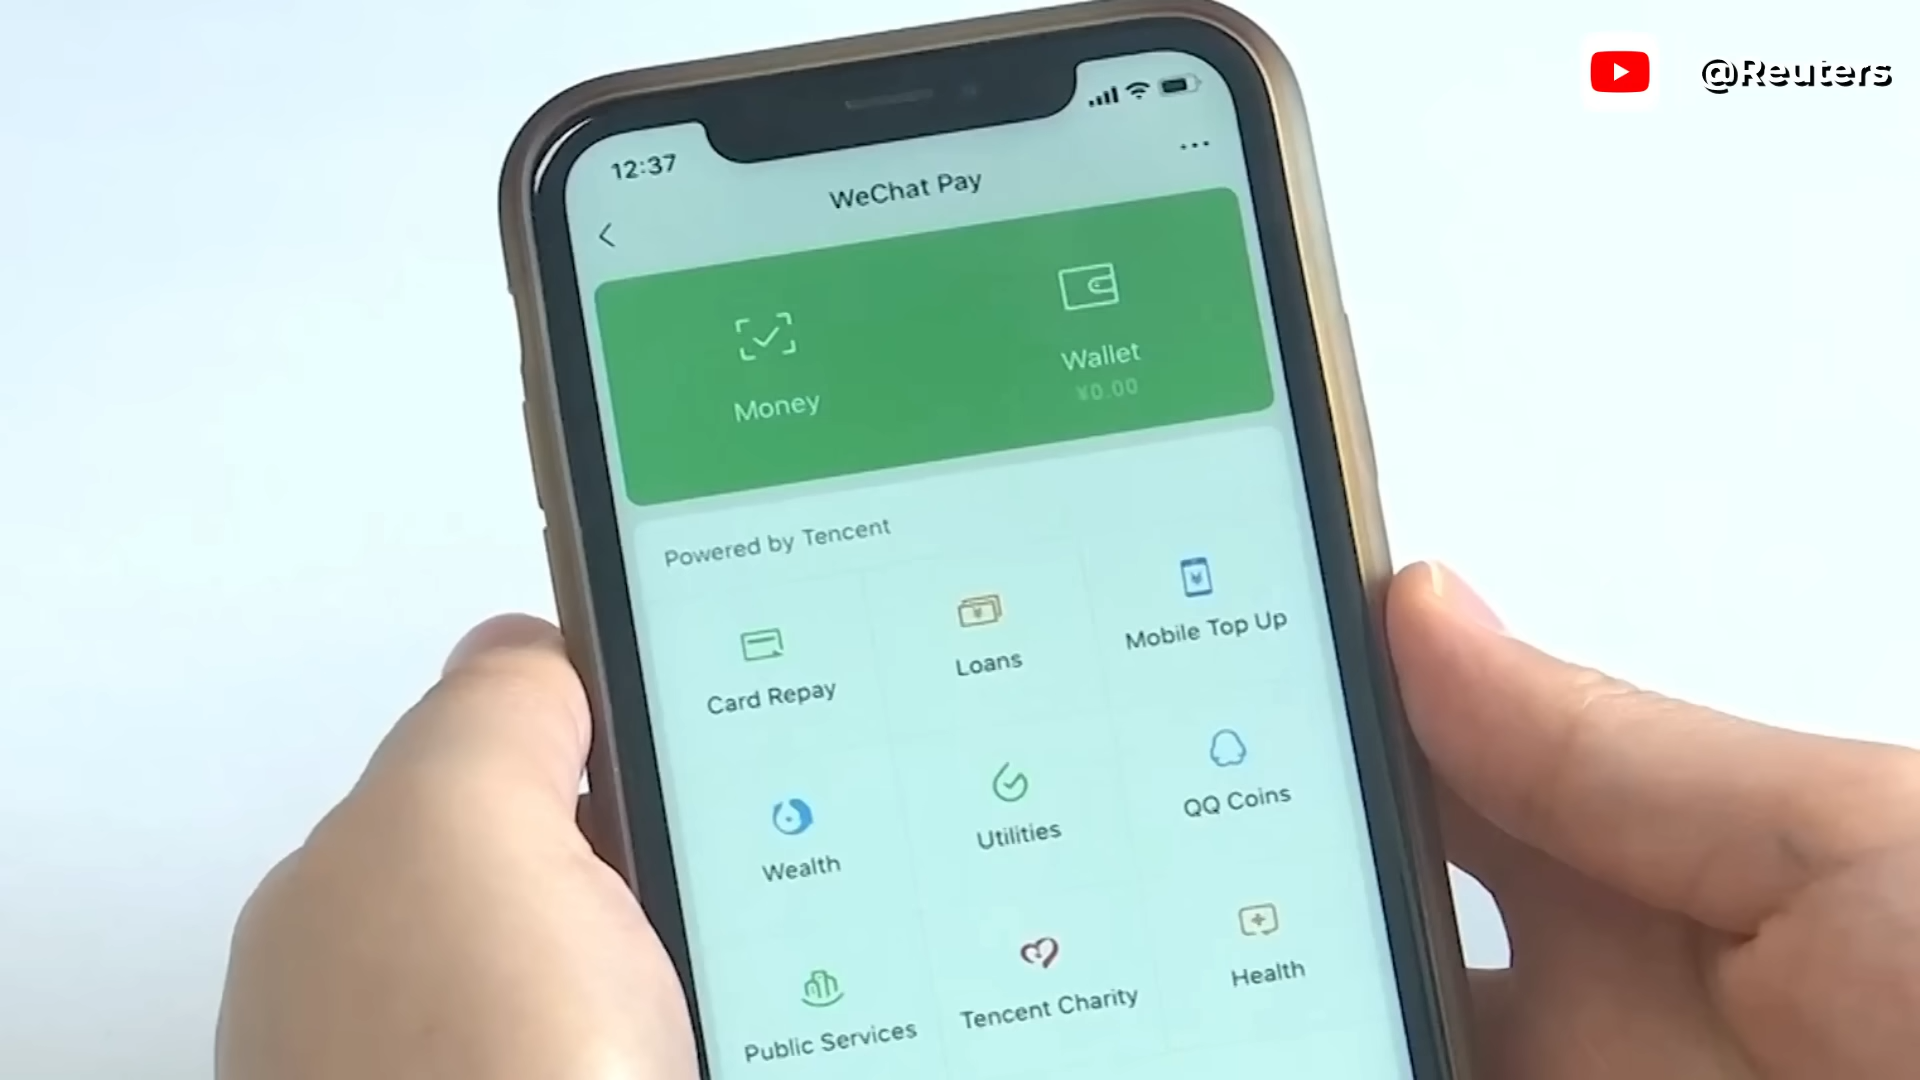 @Reuters
12:37
WeChat Pay
Money
Wallet
¥0.00
Powered by Tencent
Card Repay
Loans
Mobile Top Up
Wealth
Utilities
QQ Coins
Public Services
Tencent Charity
Health